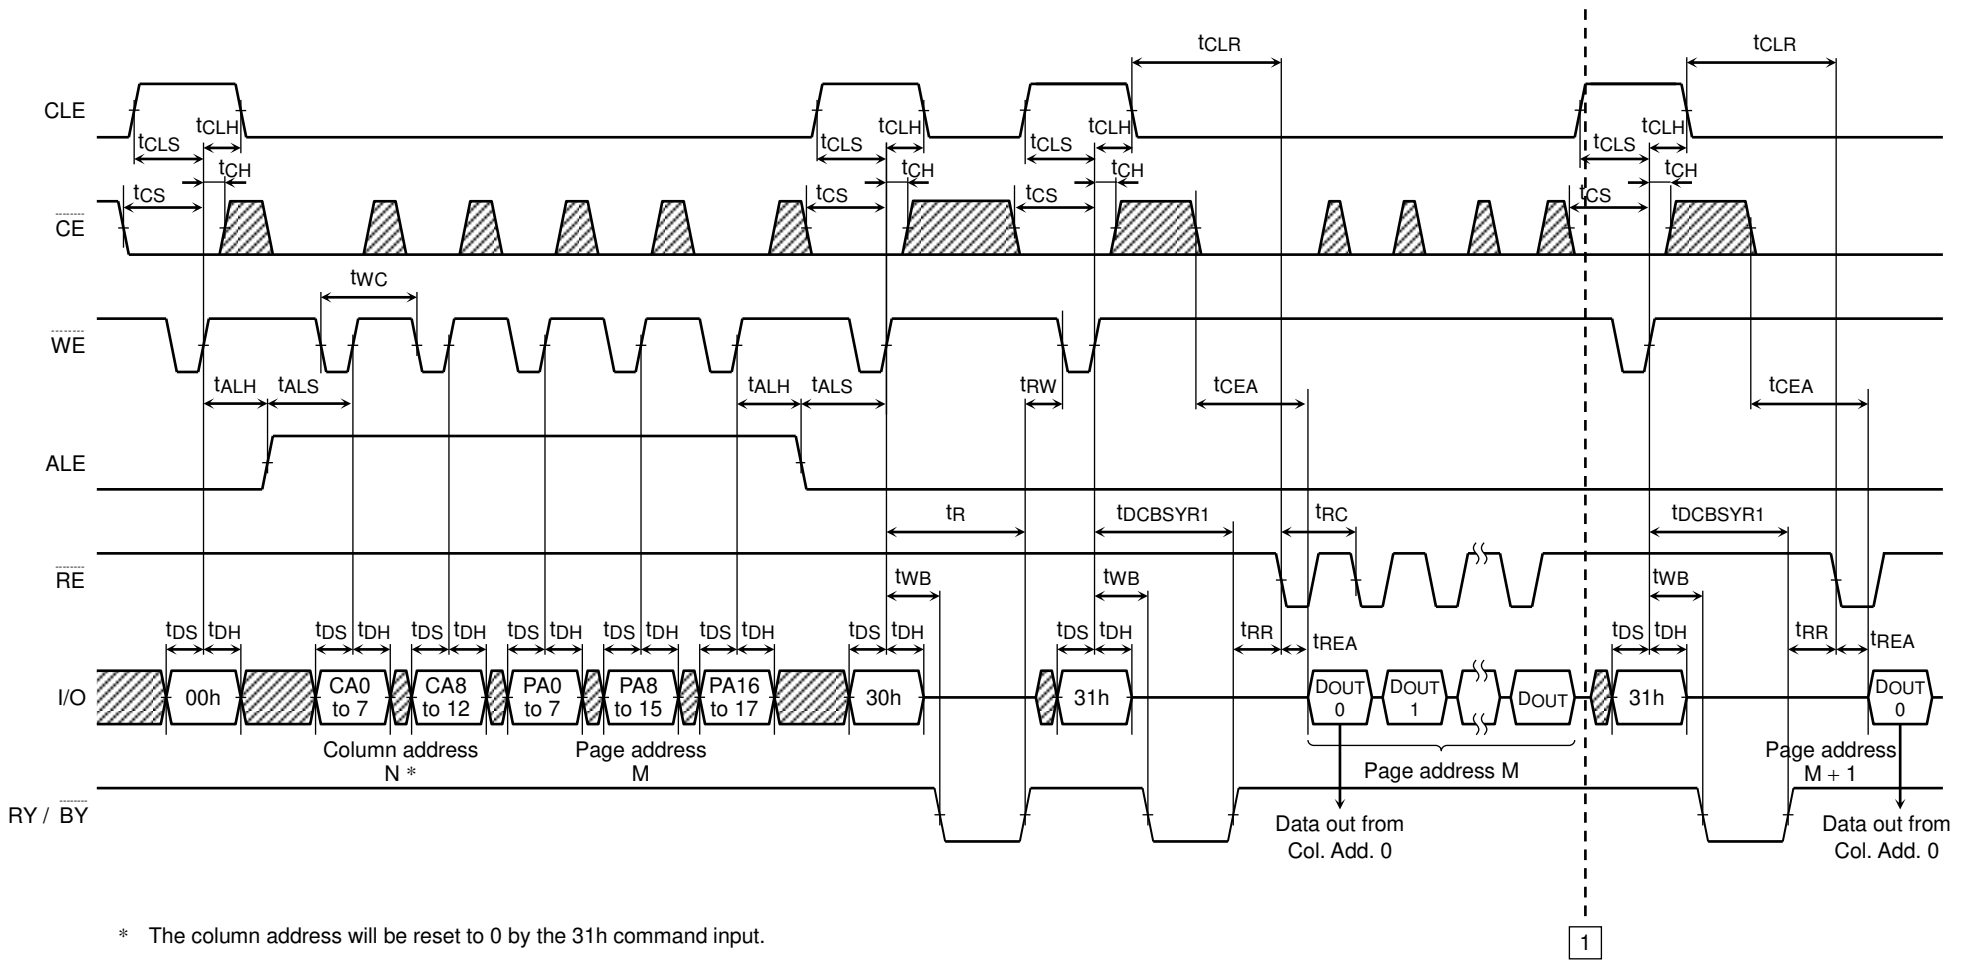 tCLR tCLR
CLE
tCLS tCLH tCLS tCLH tCLS tCLH tCLS tCLH
tCS tCH tCS tCH tCS tCH tCS tCH
CE
tWC
WE
tALH tALS tALH tALS tRW tCEA tCEA
ALE
tR tDCBSYR1 tRC tDCBSYR1
RE
tWB tWB tWB
tDS tDH tDS tDH tDS tDH tDS tDH tDS tDH tDS tDH tDS tDH tDS tDH tRR tREA tDS tDH tRR tREA
I/O
00h
CA0
to 7
CA8
to 12
PA0
to 7
PA8
to 15
PA16
to 17
30h
31h
DOUT
0
DOUT
1
DOUT
31h
DOUT
0
Column address
N *
Page address
M
Page address M
Page address
M + 1
RY / BY
Data out from
Col. Add. 0
Data out from
Col. Add. 0
* The column address will be reset to 0 by the 31h command input.
1